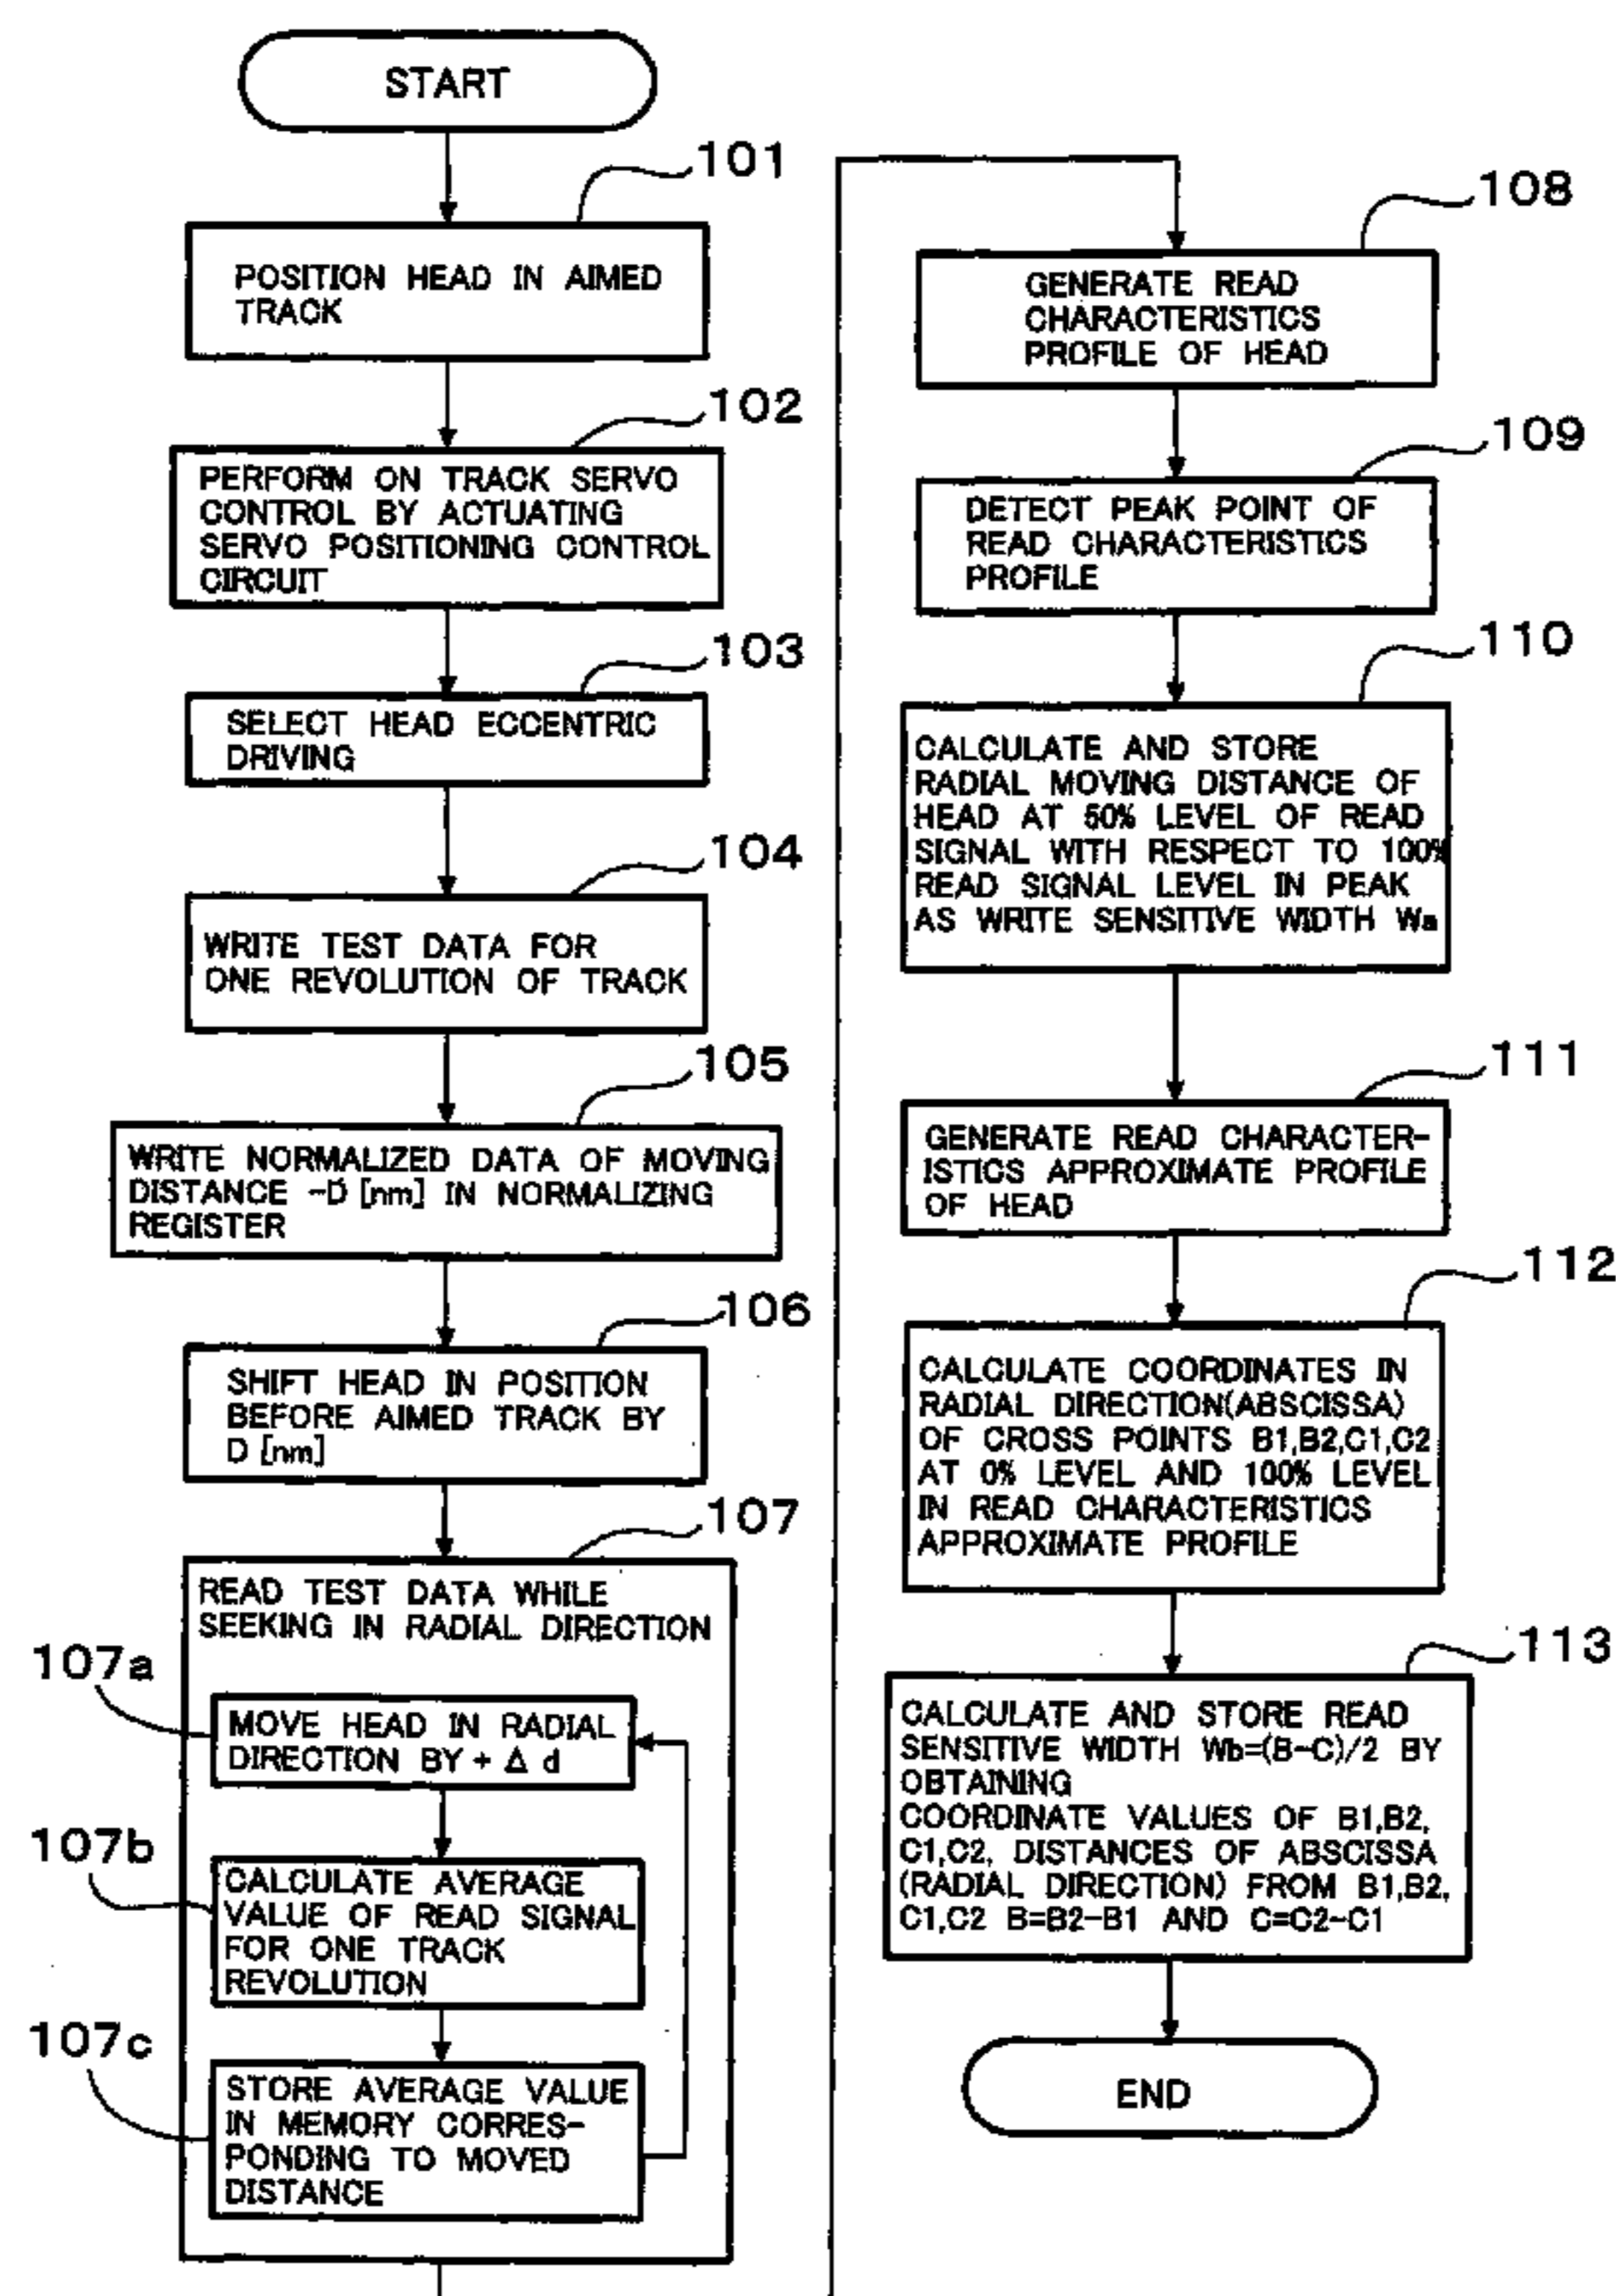 START
101
POSITION HEAD IN AIMED
TRACK
102
PERFORM ON TRACK SERVO
CONTROL BY ACTUATING
SERVO POSITIONING CONTROL
CIRCUIT
103
SELECT HEAD ECCENTRIC
DRIVING
104
WRITE TEST DATA FOR
ONE REVOLUTION OF TRACK
105
WRITE NORMALIZED DATA OF MOVING
DISTANCE -D [nm] IN NORMALIZING
REGISTER
106
SHIFT HEAD IN POSITION
BEFORE AIMED TRACK BY
D [nm]
107
READ TEST DATA WHILE
SEEKING IN RADIAL DIRECTION
107a
MOVE HEAD IN RADIAL
DIRECTION BY + Δ d
107b
CALCULATE AVERAGE
VALUE OF READ SIGNAL
FOR ONE TRACK
REVOLUTION
107c
STORE AVERAGE VALUE
IN MEMORY CORRES-
PONDING TO MOVED
DISTANCE
108
GENERATE READ
CHARACTERISTICS
PROFILE OF HEAD
109
DETECT PEAK POINT OF
READ CHARACTERISTICS
PROFILE
110
CALCULATE AND STORE
RADIAL MOVING DISTANCE OF
HEAD AT 50% LEVEL OF READ
SIGNAL WITH RESPECT TO 100%
READ SIGNAL LEVEL IN PEAK
AS WRITE SENSITIVE WIDTH Wa
111
GENERATE READ CHARACTER-
ISTICS APPROXIMATE PROFILE
OF HEAD
112
CALCULATE COORDINATES IN
RADIAL DIRECTION(ABSCISSA)
OF CROSS POINTS B1,B2,C1,C2
AT 0% LEVEL AND 100% LEVEL
IN READ CHARACTERISTICS
APPROXIMATE PROFILE
113
CALCULATE AND STORE READ
SENSITIVE WIDTH Wb=(B-C)/2 BY
OBTAINING
COORDINATE VALUES OF B1,B2,
C1,C2, DISTANCES OF ABSCISSA
(RADIAL DIRECTION) FROM B1,B2,
C1,C2 B=B2-B1 AND C=C2-C1
END